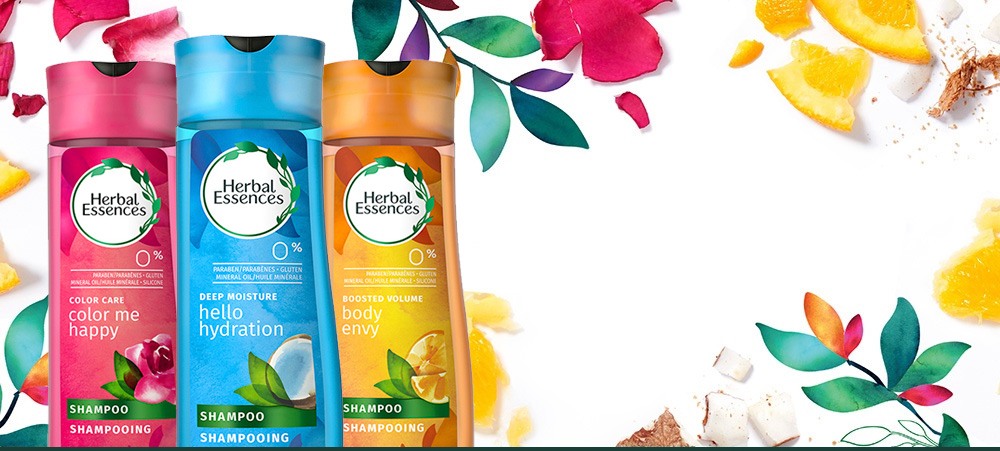 Herbal
Essences
0%
PARABEN/PARABÈNES • GLUTEN
MINERAL OIL/HUILE MINÉRALE • SILICONE
COLOR CARE
color me
happy
SHAMPOO
SHAMPOOING
Herbal
Essences
0%
PARABEN/PARABÈNES • GLUTEN
MINERAL OIL/HUILE MINÉRALE
DEEP MOISTURE
hello
hydration
SHAMPOO
SHAMPOOING
Herbal
Essences
0%
PARABEN/PARABÈNES • GLUTEN
MINERAL OIL/HUILE MINÉRALE • SILICONE
BOOSTED VOLUME
body
envy
SHAMPOO
SHAMPOOING